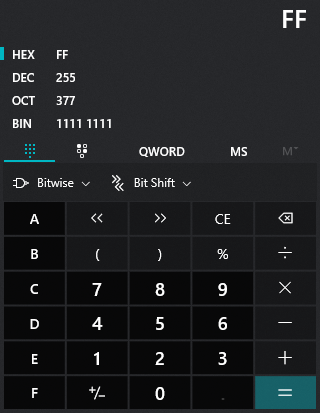 FF
HEX FF
DEC 255
OCT 377
BIN 1111 1111
QWORD MS M˅
Bitwise Bit Shift
A << >> CE
B ( ) % ÷
C 7 8 9 ×
D 4 5 6 −
E 1 2 3 +
F +/− 0 . =